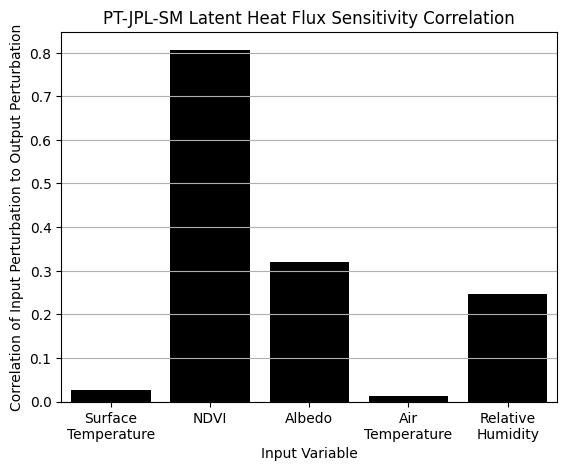 PT-JPL-SM Latent Heat Flux Sensitivity Correlation
Correlation of Input Perturbation to Output Perturbation
0.8
0.7
0.6
0.5
0.4
0.3
0.2
0.1
0.0
Surface
Temperature
NDVI
Albedo
Air
Temperature
Relative
Humidity
Input Variable